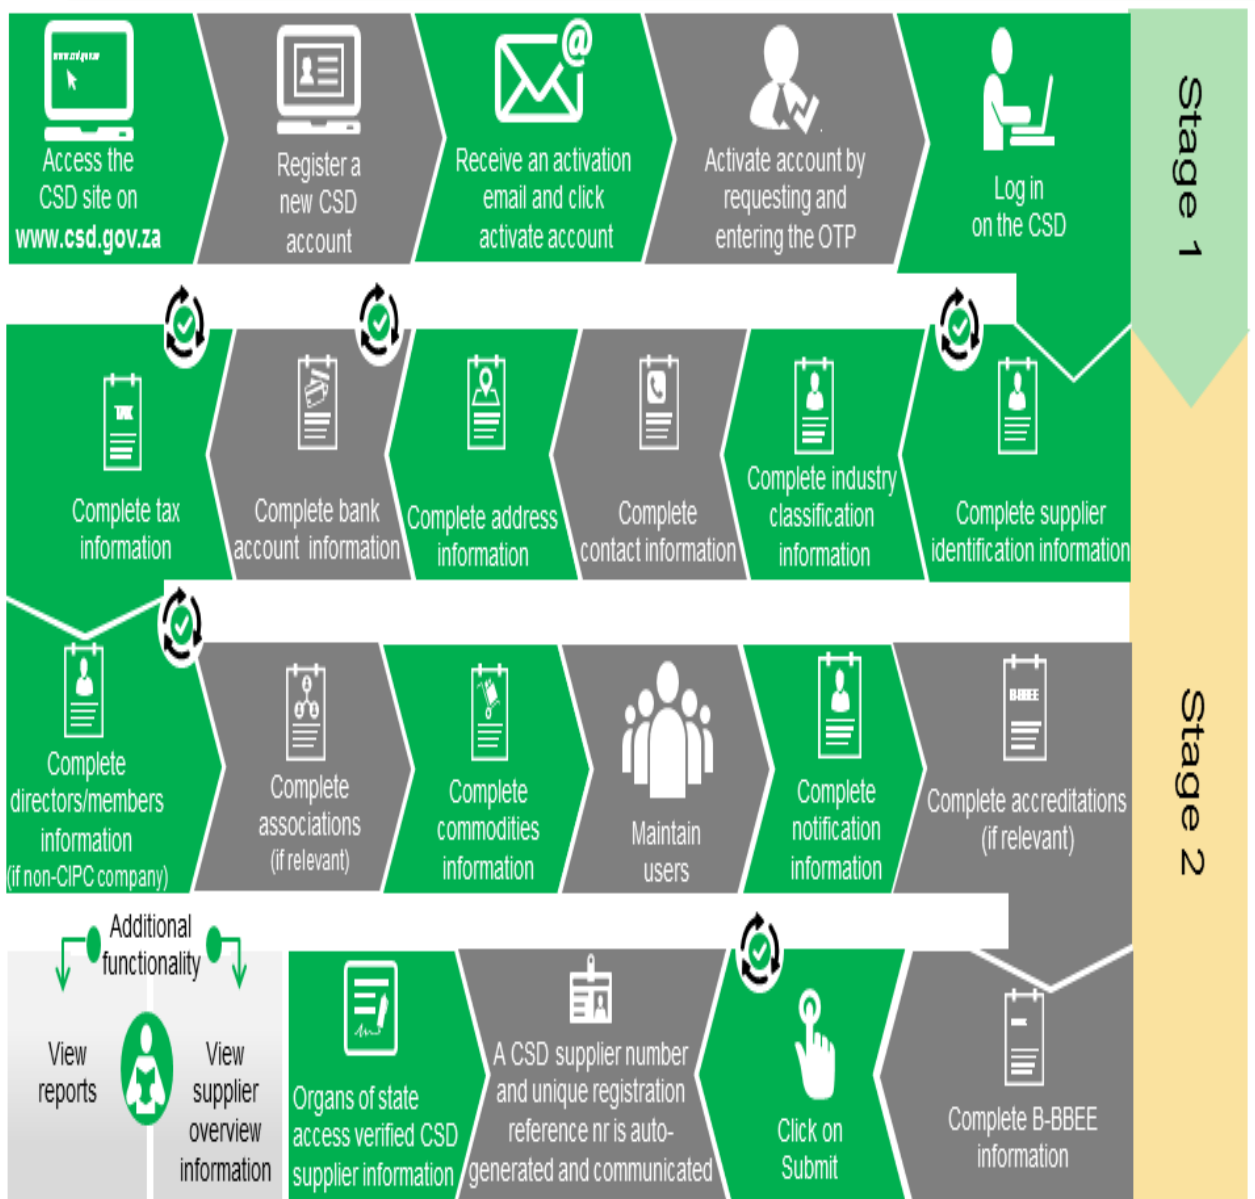 www.csd.gov.za
Access the
CSD site on
www.csd.gov.za
Register a
new CSD
account
@
Receive an activation
email and click
activate account
Activate account by
requesting and
entering the OTP
Log in
on the CSD
Stage 1
Complete supplier
identification information
Complete industry
classification
information
Complete
contact information
Complete address
information
Complete bank
account information
TAX
Complete tax
information
Complete
directors/members
information
(if non-CIPC company)
Complete
associations
(if relevant)
Complete
commodities
information
Maintain
users
Complete
notification
information
B-BBEE
Complete accreditations
(if relevant)
Stage 2
Complete B-BBEE
information
Click on
Submit
A CSD supplier number
and unique registration
reference nr is auto-
generated and communicated
Organs of state
access verified CSD
supplier information
Additional
functionality
View
reports
View
supplier
overview
information